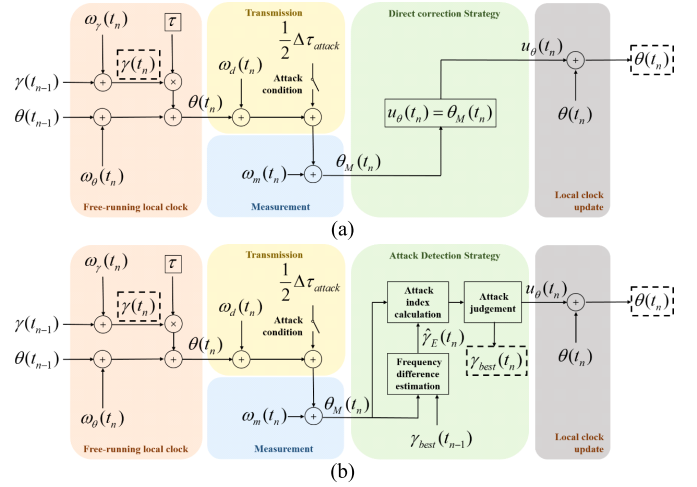 Transmission
Direct correction Strategy
ω_γ(t_n)
τ
1/2 Δτ_attack
γ(t_n)
ω_d(t_n)
Attack
condition
u_θ(t_n)
θ(t_n)
γ(t_{n-1})
+
×
+
θ(t_{n-1})
+
+
θ(t_n)
+
+
u_θ(t_n) = θ_M(t_n)
θ(t_n)
ω_θ(t_n)
ω_m(t_n)
+
θ_M(t_n)
Free-running local clock
Measurement
Local clock
update
(a)
Transmission
Attack Detection Strategy
ω_γ(t_n)
τ
1/2 Δτ_attack
γ(t_n)
ω_d(t_n)
Attack
condition
Attack
index
calculation
Attack
judgement
u_θ(t_n)
+
θ(t_n)
γ(t_{n-1})
+
×
θ(t_{n-1})
+
+
θ(t_n)
+
+
γ̂_E(t_n)
γ_best(t_n)
θ(t_n)
Frequency
difference
estimation
ω_θ(t_n)
ω_m(t_n)
+
θ_M(t_n)
γ_best(t_{n-1})
Free-running local clock
Measurement
Local clock
update
(b)